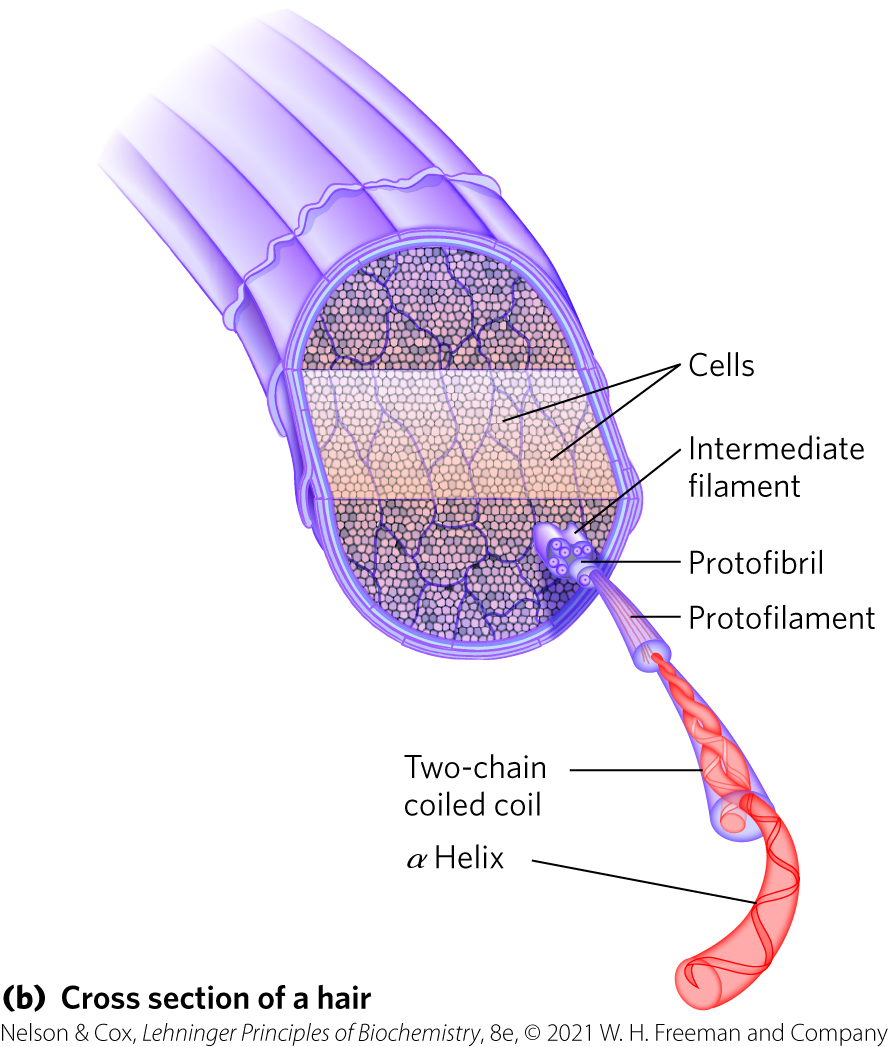 Cells
Intermediate
filament
Protofibril
Protofilament
Two-chain
coiled coil
α Helix
(b) Cross section of a hair
Nelson & Cox, Lehninger Principles of Biochemistry, 8e, © 2021 W. H. Freeman and Company